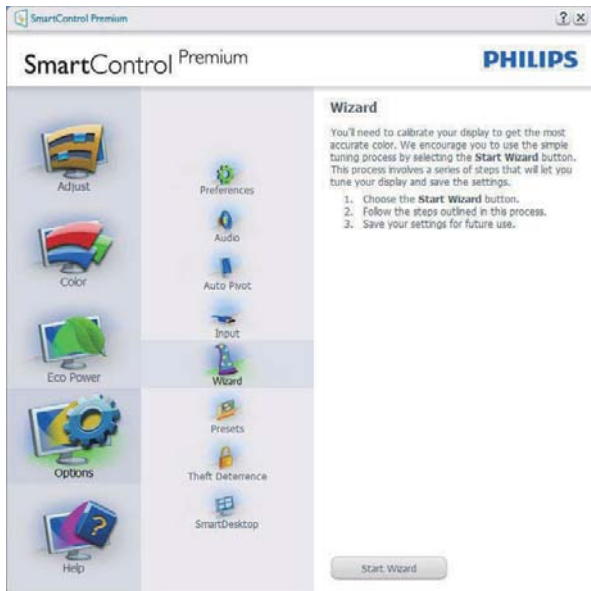 SmartControl Premium
? X
SmartControl Premium
PHILIPS
Adjust
Color
Eco Power
Options
Help
Preferences
Audio
Auto Pivot
Input
Wizard
Presets
Theft Deterrence
SmartDesktop
Wizard
You'll need to calibrate your display to get the most
accurate color. We encourage you to use the simple
tuning process by selecting the Start Wizard button.
This process involves a series of steps that will let you
tune your display and save the settings.
1. Choose the Start Wizard button.
2. Follow the steps outlined in this process.
3. Save your settings for future use.
Start Wizard